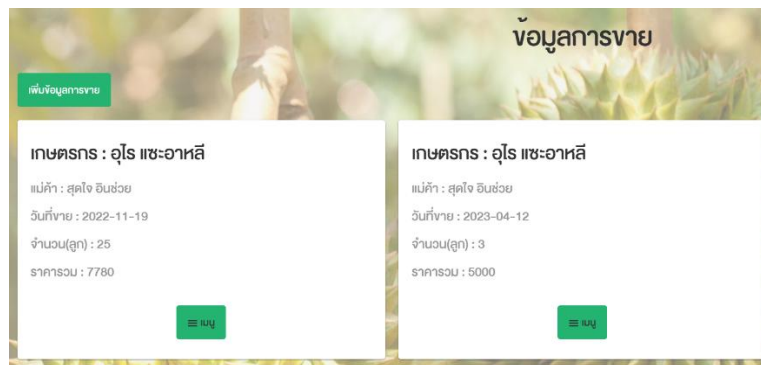 ข้อมูลการขาย
เพิ่มข้อมูลการขาย
เกษตรกร : อุไร แซะอาหลี
แม่ค้า : สุดใจ อินช่วย
วันที่ขาย : 2022-11-19
จำนวน(ลูก) : 25
ราคารวม : 7780
≡ เมนู
เกษตรกร : อุไร แซะอาหลี
แม่ค้า : สุดใจ อินช่วย
วันที่ขาย : 2023-04-12
จำนวน(ลูก) : 3
ราคารวม : 5000
≡ เมนู